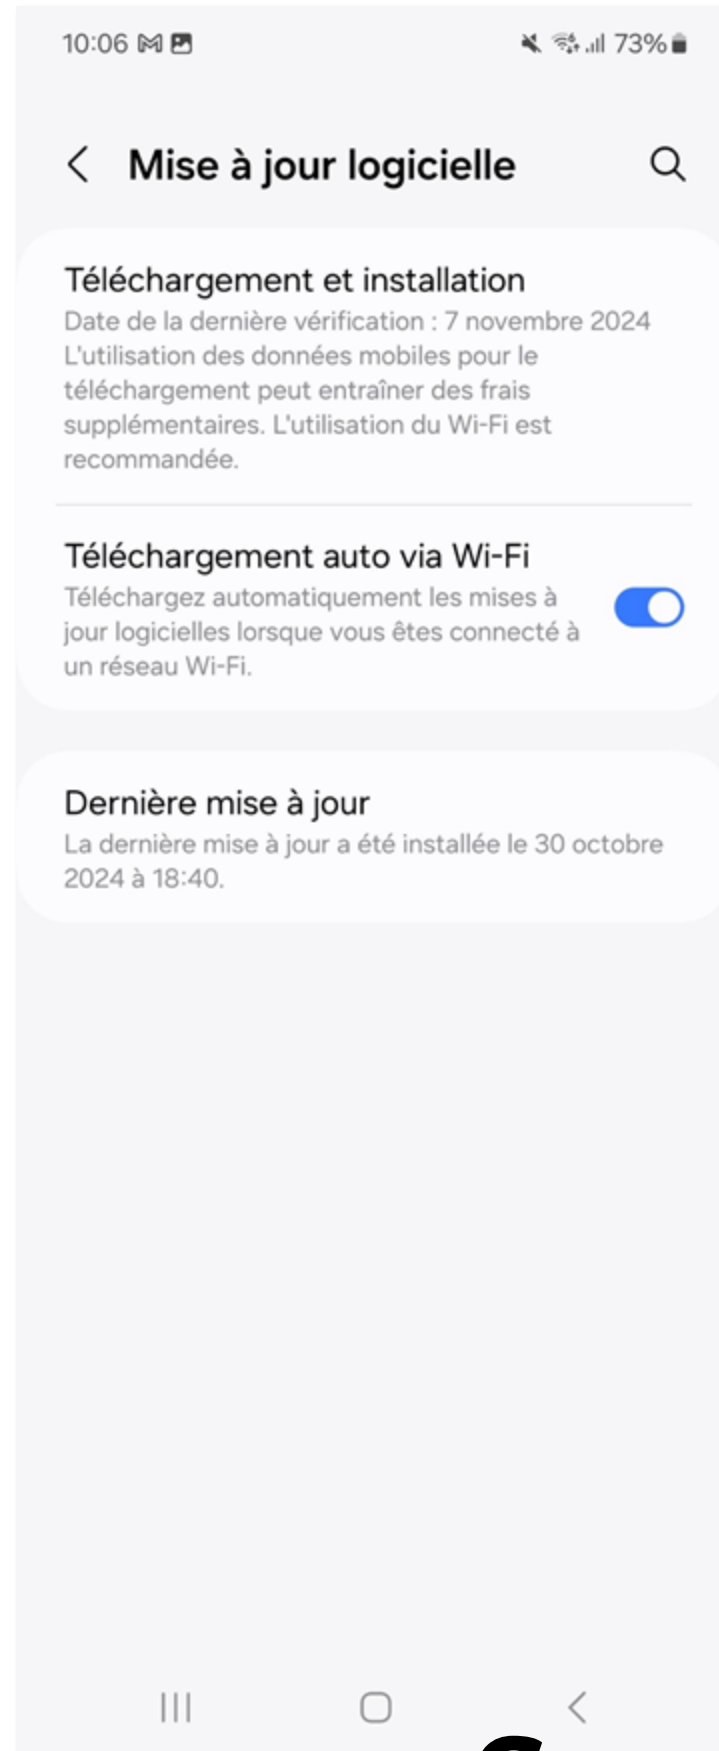 10:06 73%
Mise à jour logicielle
Téléchargement et installation
Date de la dernière vérification : 7 novembre 2024
L'utilisation des données mobiles pour le
téléchargement peut entraîner des frais
supplémentaires. L'utilisation du Wi-Fi est
recommandée.
Téléchargement auto via Wi-Fi
Téléchargez automatiquement les mises à
jour logicielles lorsque vous êtes connecté à
un réseau Wi-Fi.
Dernière mise à jour
La dernière mise à jour a été installée le 30 octobre
2024 à 18:40.